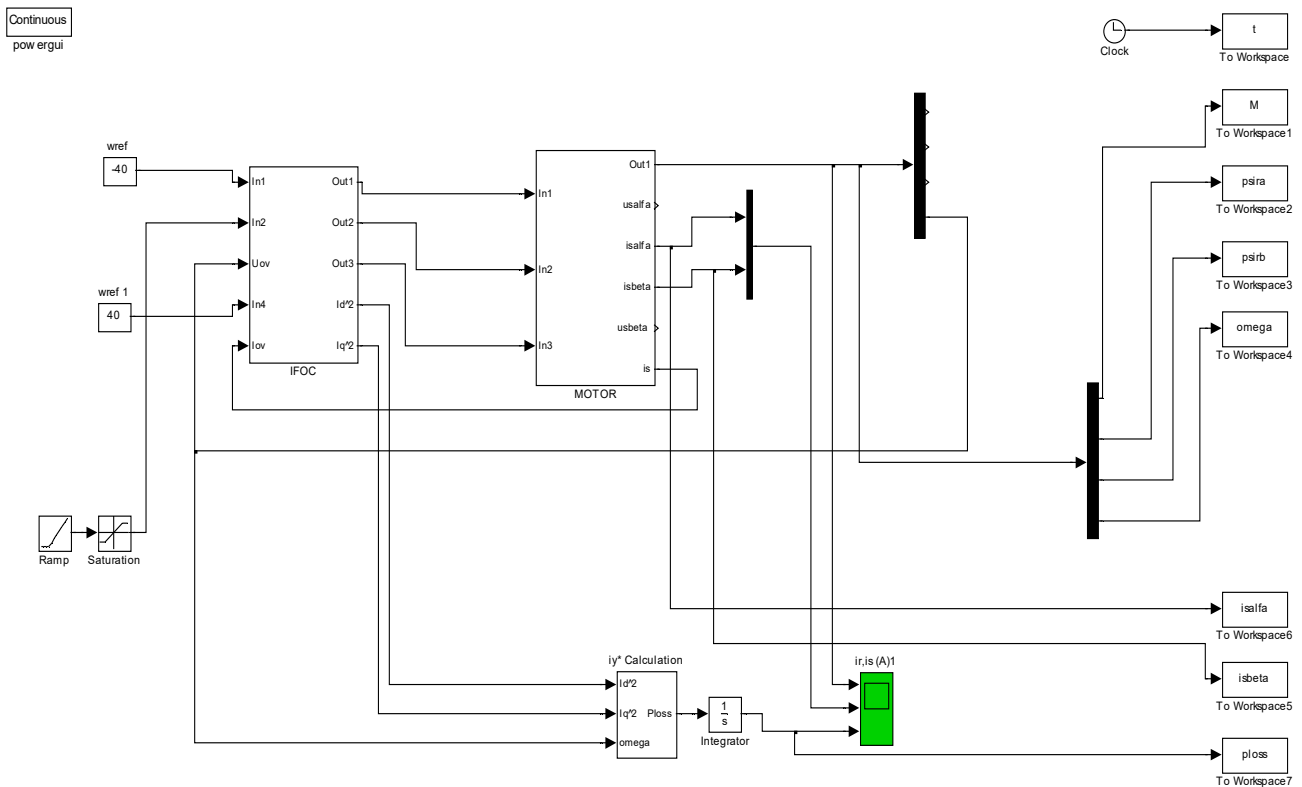 Continuous
powergui
Clock
t
To Workspace
M
To Workspace1
psira
To Workspace2
psirb
To Workspace3
omega
To Workspace4
wref
-40
wref 1
40
In1
In2
Uov
In4
Iov
Out1
Out2
Out3
Id^2
Iq^2
IFOC
In1
In2
In3
Out1
usalfa
isalfa
isbeta
usbeta
is
MOTOR
Ramp
Saturation
iy* Calculation
Id^2
Iq^2
omega
Ploss
1
s
Integrator
ir,is (A)1
isalfa
To Workspace6
isbeta
To Workspace5
ploss
To Workspace7